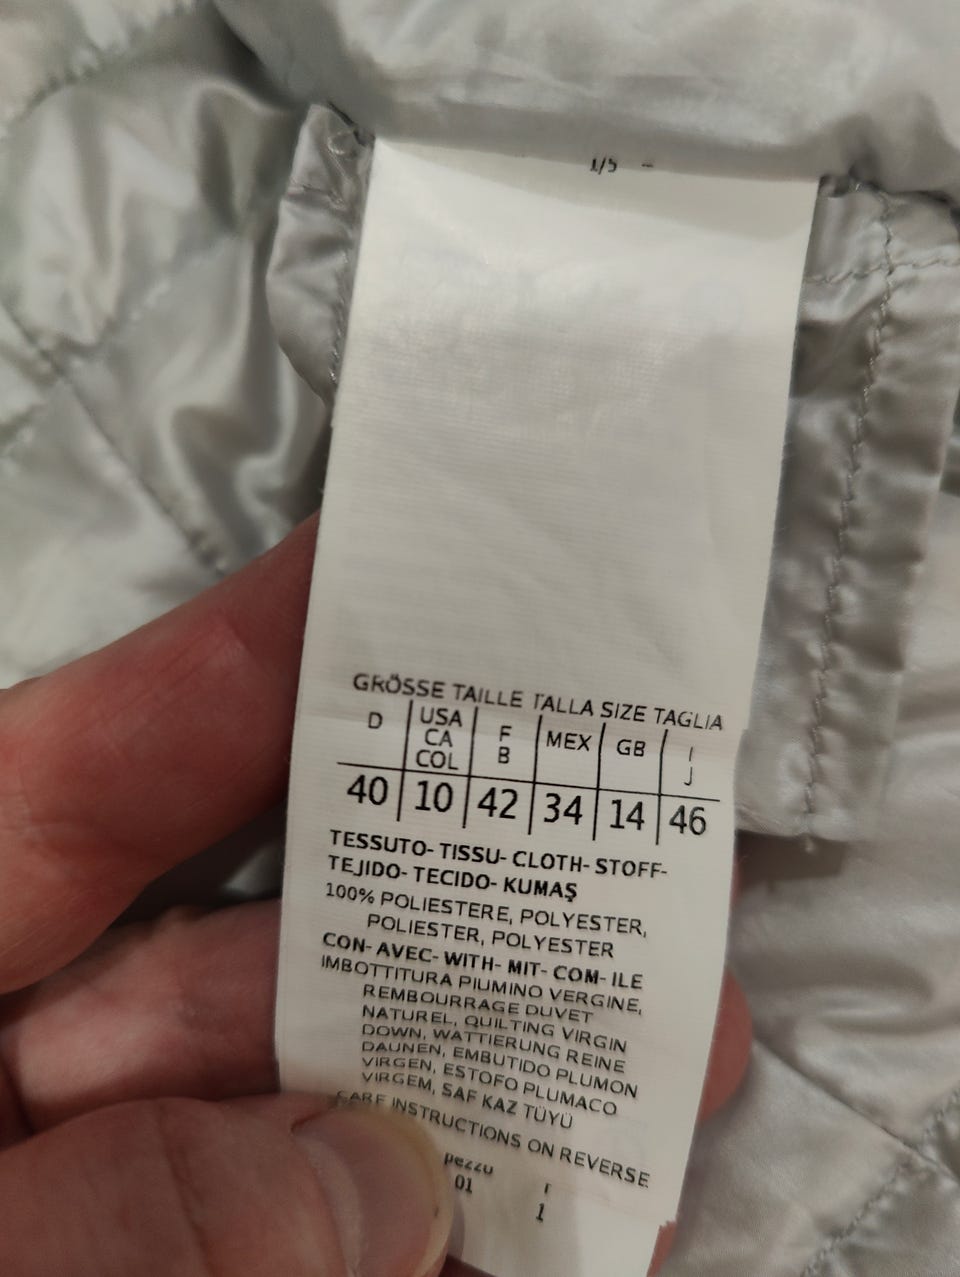 1/5 -
GRÖSSE TAILLE TALLA SIZE TAGLIA
D USA CA COL F B MEX GB I J
40 10 42 34 14 46
TESSUTO- TISSU- CLOTH- STOFF-
TEJIDO- TECIDO- KUMAŞ
100% POLIESTERE, POLYESTER,
POLIESTER, POLYESTER
CON- AVEC- WITH- MIT- COM- ILE
IMBOTTITURA PIUMINO VERGINE,
REMBOURRAGE DUVET
NATUREL, QUILTING VIRGIN
DOWN, WATTIERUNG REINE
DAUNEN, EMBUTIDO PLUMON
VIRGEN, ESTOFO PLUMACO
VIRGEM, SAF KAZ TÜYÜ
CARE INSTRUCTIONS ON REVERSE
pezzo
01 1